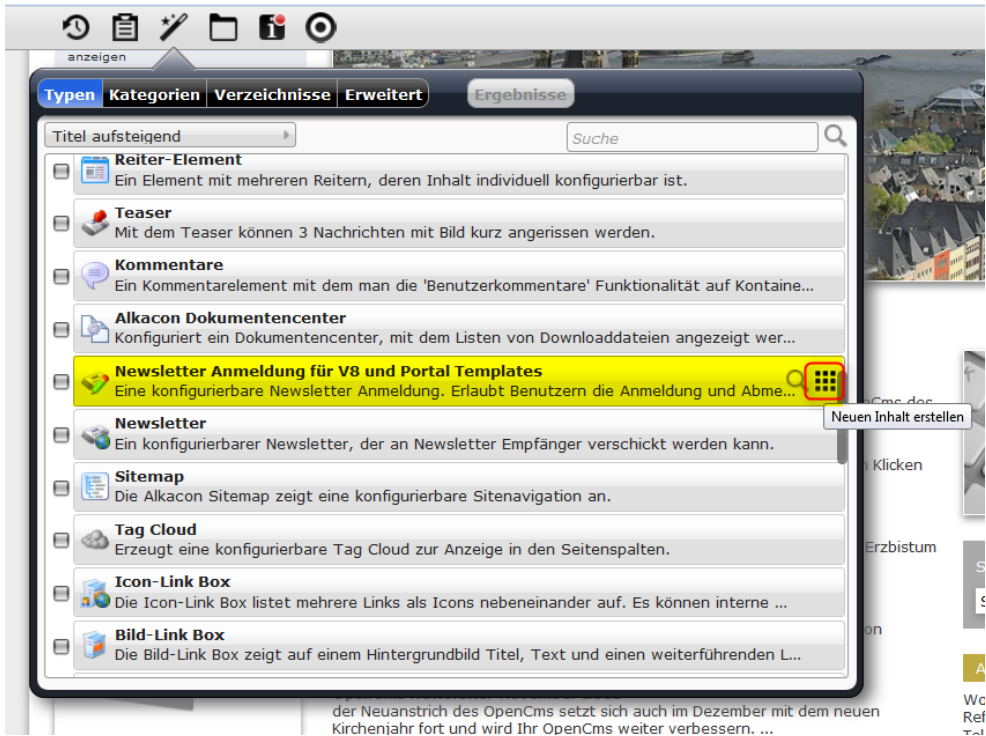 anzeigen
Typen Kategorien Verzeichnisse Erweitert Ergebnisse
Titel aufsteigend
Suche
Reiter-Element
Ein Element mit mehreren Reitern, deren Inhalt individuell konfigurierbar ist.
Teaser
Mit dem Teaser können 3 Nachrichten mit Bild kurz angerissen werden.
Kommentare
Ein Kommentarelement mit dem man die 'Benutzerkommentare' Funktionalität auf Kontaine...
Alkacon Dokumentencenter
Konfiguriert ein Dokumentencenter, mit dem Listen von Downloaddateien angezeigt wer...
Newsletter Anmeldung für V8 und Portal Templates
Eine konfigurierbare Newsletter Anmeldung. Erlaubt Benutzern die Anmeldung und Abme...
Neuen Inhalt erstellen
Newsletter
Ein konfigurierbarer Newsletter, der an Newsletter Empfänger verschickt werden kann.
Sitemap
Die Alkacon Sitemap zeigt eine konfigurierbare Sitenavigation an.
Tag Cloud
Erzeugt eine konfigurierbare Tag Cloud zur Anzeige in den Seitenspalten.
Icon-Link Box
Die Icon-Link Box listet mehrere Links als Icons nebeneinander auf. Es können interne ...
Bild-Link Box
Die Bild-Link Box zeigt auf einem Hintergrundbild Titel, Text und einen weiterführenden L...
Klicken
Erzbistum
on
der Neuanstrich des OpenCms setzt sich auch im Dezember mit dem neuen
Kirchenjahr fort und wird Ihr OpenCms weiter verbessern. ...